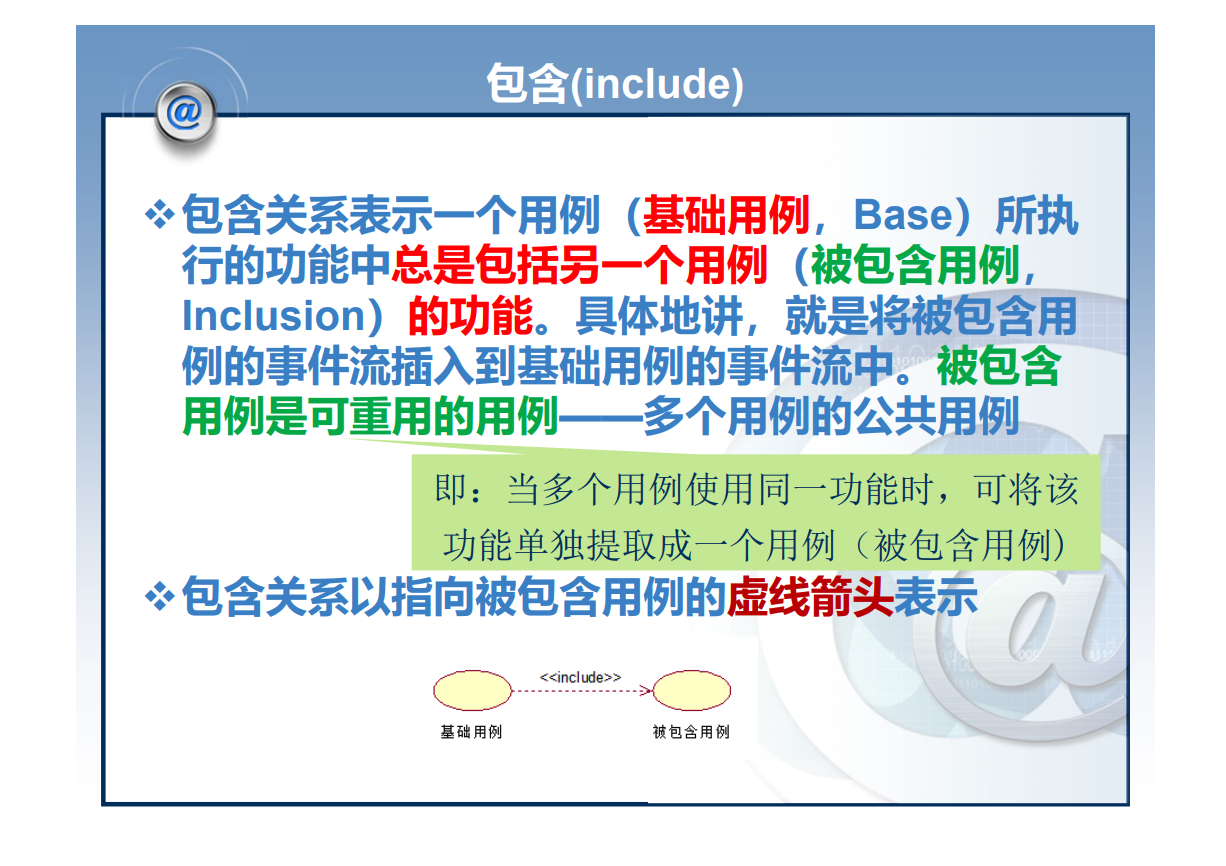 包含(include)
包含关系表示一个用例（基础用例，Base）所执
行的功能中总是包括另一个用例（被包含用例，
Inclusion）的功能。具体地讲，就是将被包含用
例的事件流插入到基础用例的事件流中。被包含
用例是可重用的用例——多个用例的公共用例
即：当多个用例使用同一功能时，可将该
功能单独提取成一个用例（被包含用例)
包含关系以指向被包含用例的虚线箭头表示
<<include>>
基础用例
被包含用例